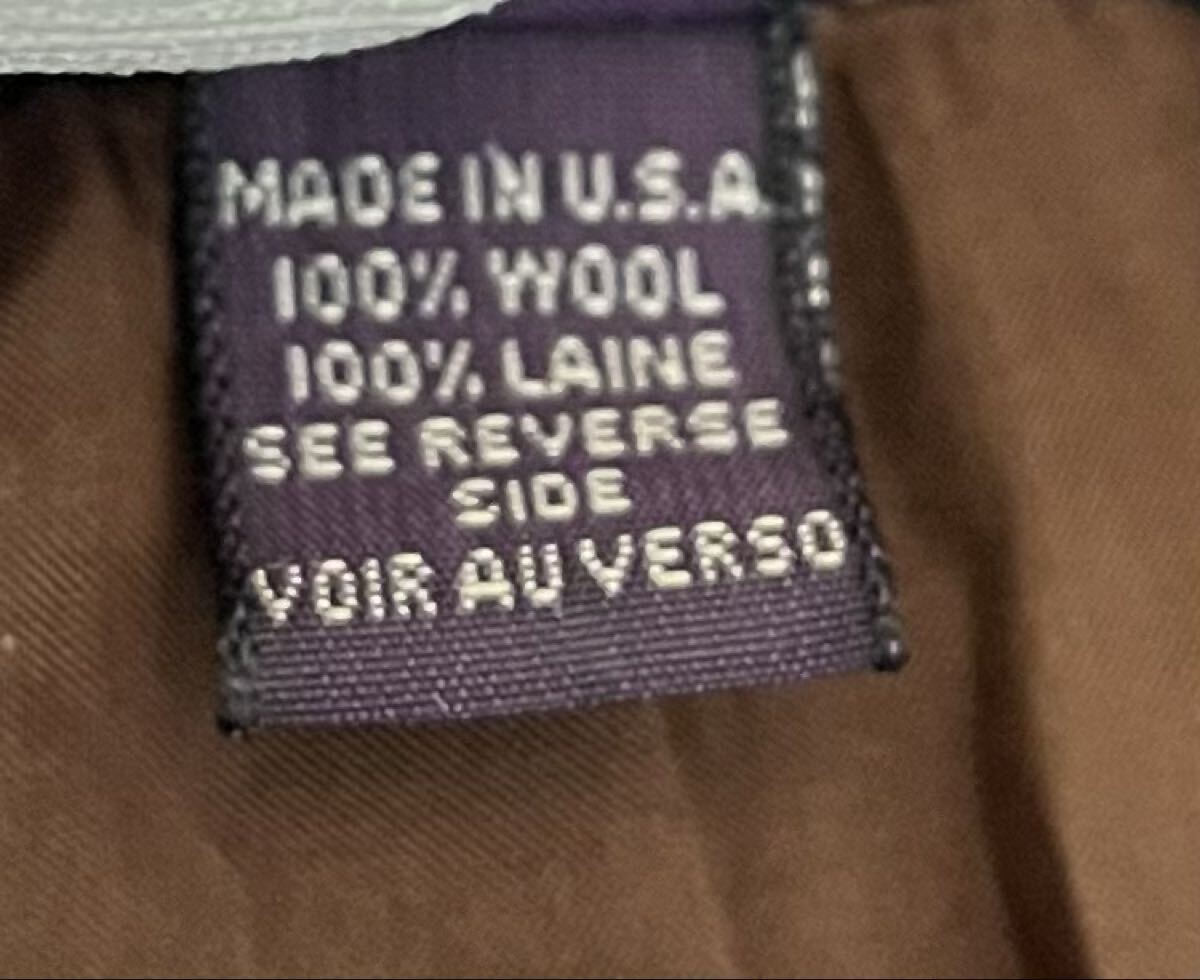 MADE IN U.S.A.
100% WOOL
100% LAINE
SEE REVERSE
SIDE
VOIR AU VERSO